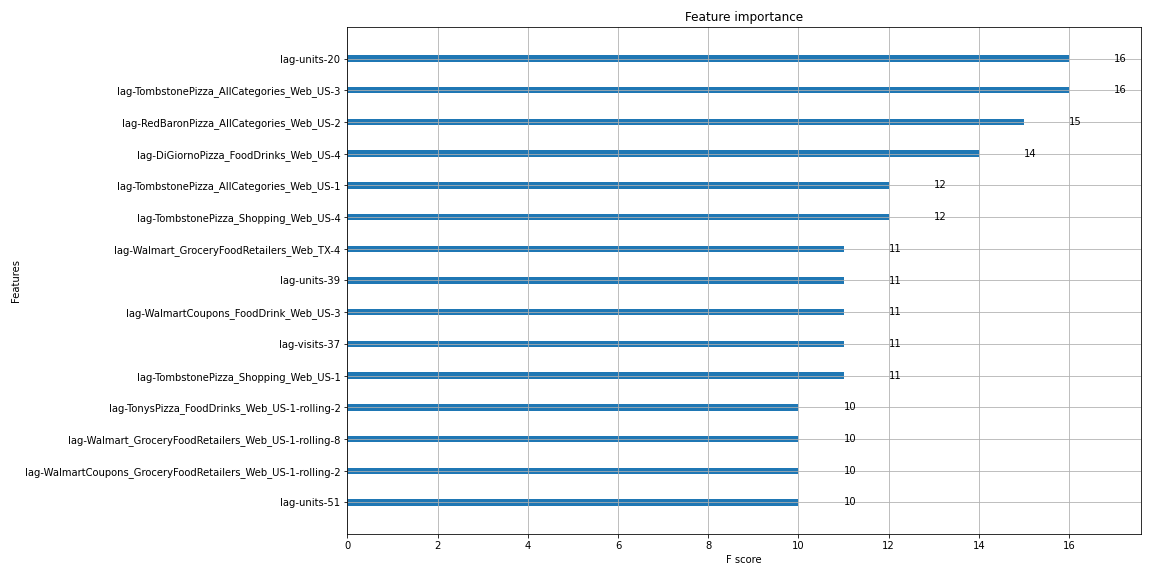 Feature importance
lag-units-20 16
lag-TombstonePizza_AllCategories_Web_US-3 16
lag-RedBaronPizza_AllCategories_Web_US-2 15
lag-DiGiornoPizza_FoodDrinks_Web_US-4 14
lag-TombstonePizza_AllCategories_Web_US-1 12
lag-TombstonePizza_Shopping_Web_US-4 12
lag-Walmart_GroceryFoodRetailers_Web_TX-4 11
lag-units-39 11
lag-WalmartCoupons_FoodDrink_Web_US-3 11
lag-visits-37 11
lag-TombstonePizza_Shopping_Web_US-1 11
lag-TonysPizza_FoodDrinks_Web_US-1-rolling-2 10
lag-Walmart_GroceryFoodRetailers_Web_US-1-rolling-8 10
lag-WalmartCoupons_GroceryFoodRetailers_Web_US-1-rolling-2 10
lag-units-51 10
Features
0 2 4 6 8 10 12 14 16
F score